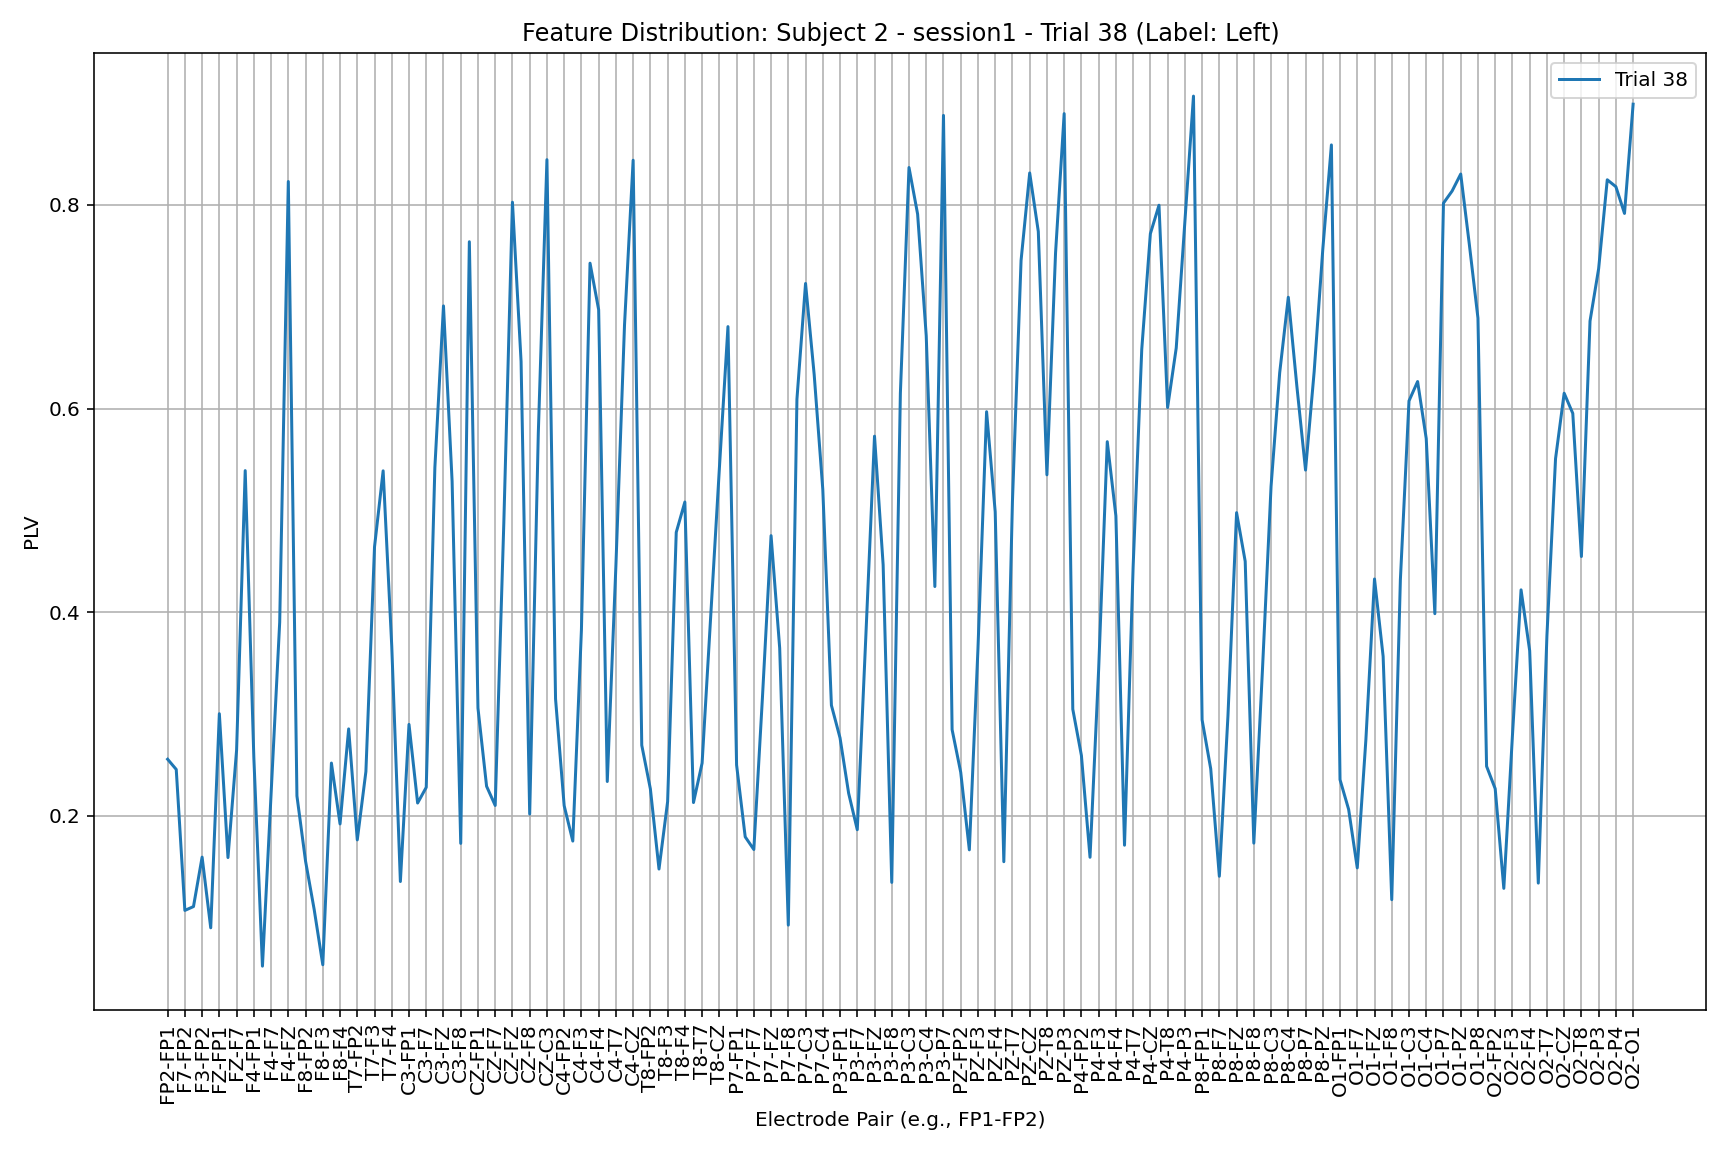 Feature Distribution: Subject 2 - session1 - Trial 38 (Label: Left)
Trial 38
PLV
0.8
0.6
0.4
0.2
FP2-FP1
F7-FP2
F3-FP2
FZ-FP1
FZ-F7
F4-FP1
F4-F7
F4-FZ
F8-FP2
F8-F3
F8-F4
T7-FP2
T7-F3
T7-F4
C3-FP1
C3-F7
C3-FZ
C3-F8
CZ-FP1
CZ-F7
CZ-FZ
CZ-F8
CZ-C3
C4-FP2
C4-F3
C4-F4
C4-T7
C4-CZ
T8-FP2
T8-F3
T8-F4
T8-T7
T8-CZ
P7-FP1
P7-F7
P7-FZ
P7-F8
P7-C3
P7-C4
P3-FP1
P3-F7
P3-FZ
P3-F8
P3-C3
P3-C4
P3-P7
PZ-FP2
PZ-F3
PZ-F4
PZ-T7
PZ-CZ
PZ-T8
PZ-P3
P4-FP2
P4-F3
P4-F4
P4-T7
P4-CZ
P4-T8
P4-P3
P8-FP1
P8-F7
P8-FZ
P8-F8
P8-C3
P8-C4
P8-P7
P8-PZ
O1-FP1
O1-F7
O1-FZ
O1-F8
O1-C3
O1-C4
O1-P7
O1-PZ
O1-P8
O2-FP2
O2-F3
O2-F4
O2-T7
O2-CZ
O2-T8
O2-P3
O2-P4
O2-O1
Electrode Pair (e.g., FP1-FP2)